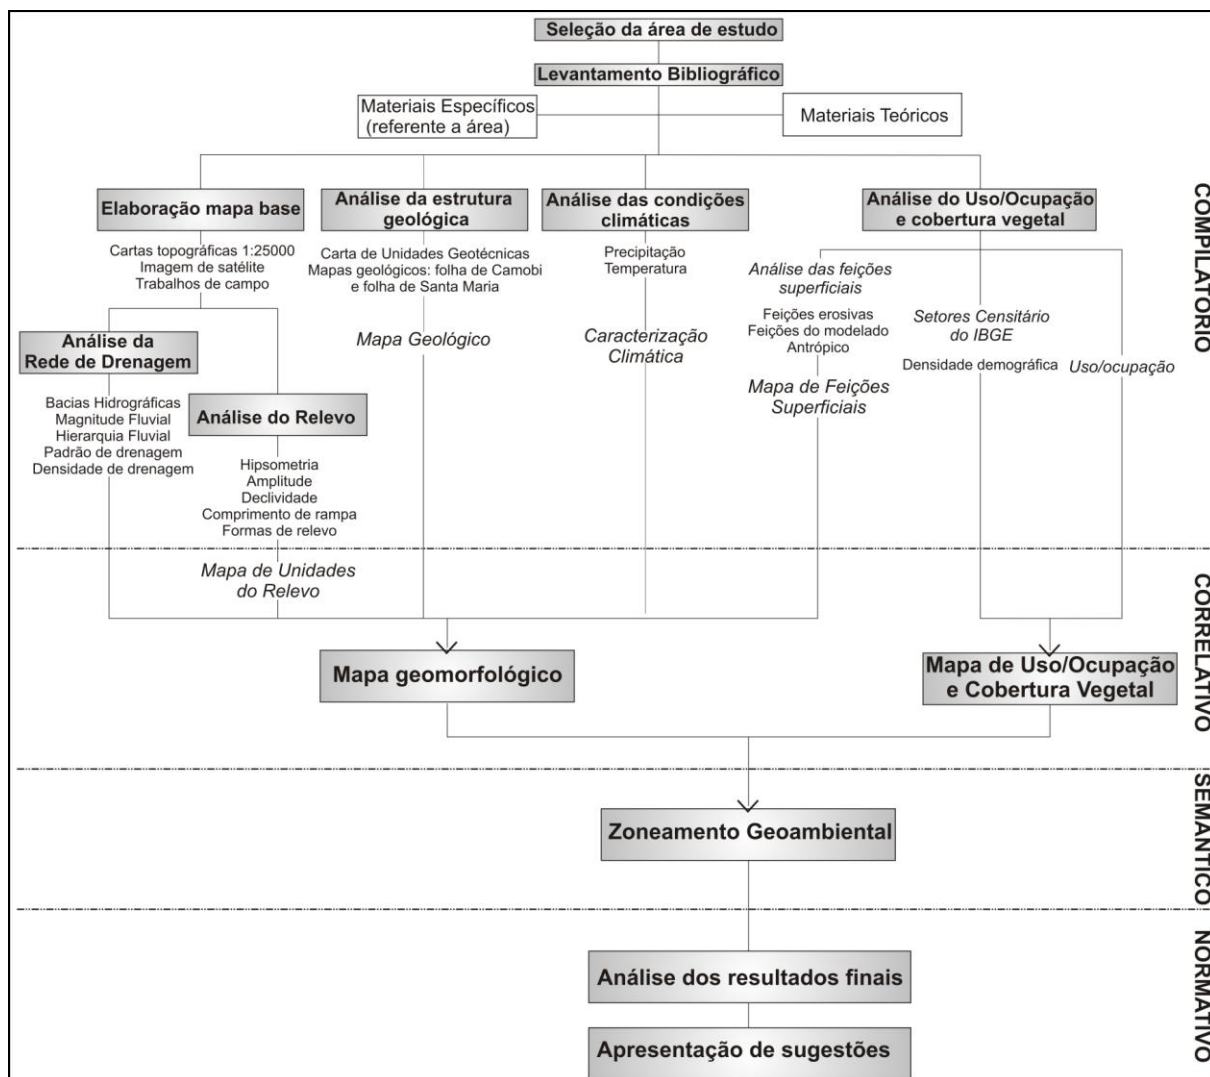 Seleção da área de estudo
Levantamento Bibliográfico
Materiais Específicos
(referente a área)
Materiais Teóricos
Elaboração mapa base
Cartas topográficas 1:25000
Imagem de satélite
Trabalhos de campo
Análise da
Rede de Drenagem
Bacias Hidrográficas
Magnitude Fluvial
Hierarquia Fluvial
Padrão de drenagem
Densidade de drenagem
Análise do Relevo
Hipsometria
Amplitude
Declividade
Comprimento de rampa
Formas de relevo
Análise da estrutura
geológica
Carta de Unidades Geotécnicas
Mapas geológicos: folha de Camobi
e folha de Santa Maria
Mapa Geológico
Análise das condições
climáticas
Precipitação
Temperatura
Caracterização
Climática
Análise do Uso/Ocupação
e cobertura vegetal
Análise das feições
superficiais
Feições erosivas
Feições do modelado
Antrópico
Mapa de Feições
Superficiais
Setores Censitário
do IBGE
Densidade demográfica
Uso/ocupação
COMPILATÓRIO
Mapa de Unidades
do Relevo
Mapa geomorfológico
Mapa de Uso/Ocupação
e Cobertura Vegetal
CORRELATIVO
Zoneamento Geoambiental
SEMÂNTICO
Análise dos resultados finais
Apresentação de sugestões
NORMATIVO